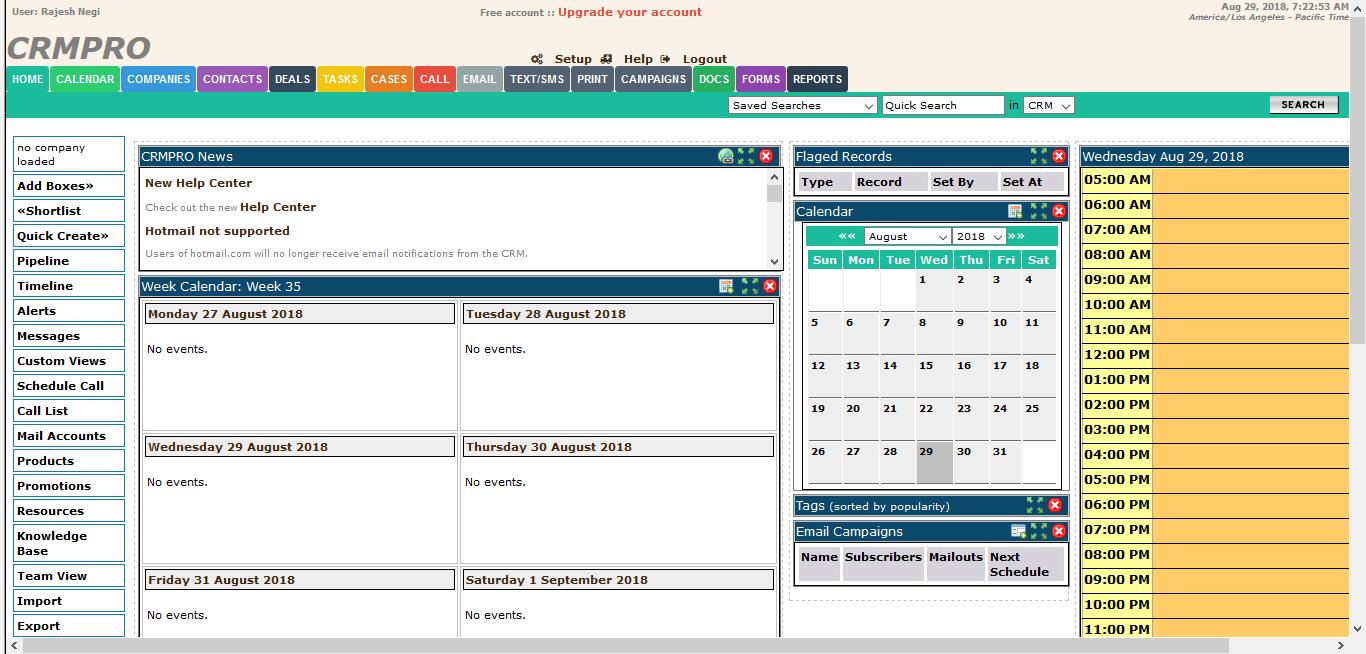 User: Rajesh Negi
Free account :: Upgrade your account
Aug 29, 2018, 7:22:53 AM
America/Los Angeles - Pacific Time
CRMPRO
Setup Help Logout
HOME CALENDAR COMPANIES CONTACTS DEALS TASKS CASES CALL EMAIL TEXT/SMS PRINT CAMPAIGNS DOCS FORMS REPORTS
Saved Searches Quick Search in CRM SEARCH
no company
loaded
Add Boxes»
«Shortlist
Quick Create»
Pipeline
Timeline
Alerts
Messages
Custom Views
Schedule Call
Call List
Mail Accounts
Products
Promotions
Resources
Knowledge
Base
Team View
Import
Export
CRMPRO News
New Help Center
Check out the new Help Center
Hotmail not supported
Users of hotmail.com will no longer receive email notifications from the CRM.
Week Calendar: Week 35
Monday 27 August 2018
No events.
Tuesday 28 August 2018
No events.
Wednesday 29 August 2018
No events.
Thursday 30 August 2018
No events.
Friday 31 August 2018
No events.
Saturday 1 September 2018
No events.
Flaged Records
Type Record Set By Set At
Calendar
«« August 2018 »»
Sun Mon Tue Wed Thu Fri Sat
1 2 3 4
5 6 7 8 9 10 11
12 13 14 15 16 17 18
19 20 21 22 23 24 25
26 27 28 29 30 31
Tags (sorted by popularity)
Email Campaigns
Name Subscribers Mailouts Next
Schedule
Wednesday Aug 29, 2018
05:00 AM
06:00 AM
07:00 AM
08:00 AM
09:00 AM
10:00 AM
11:00 AM
12:00 PM
01:00 PM
02:00 PM
03:00 PM
04:00 PM
05:00 PM
06:00 PM
07:00 PM
08:00 PM
09:00 PM
10:00 PM
11:00 PM